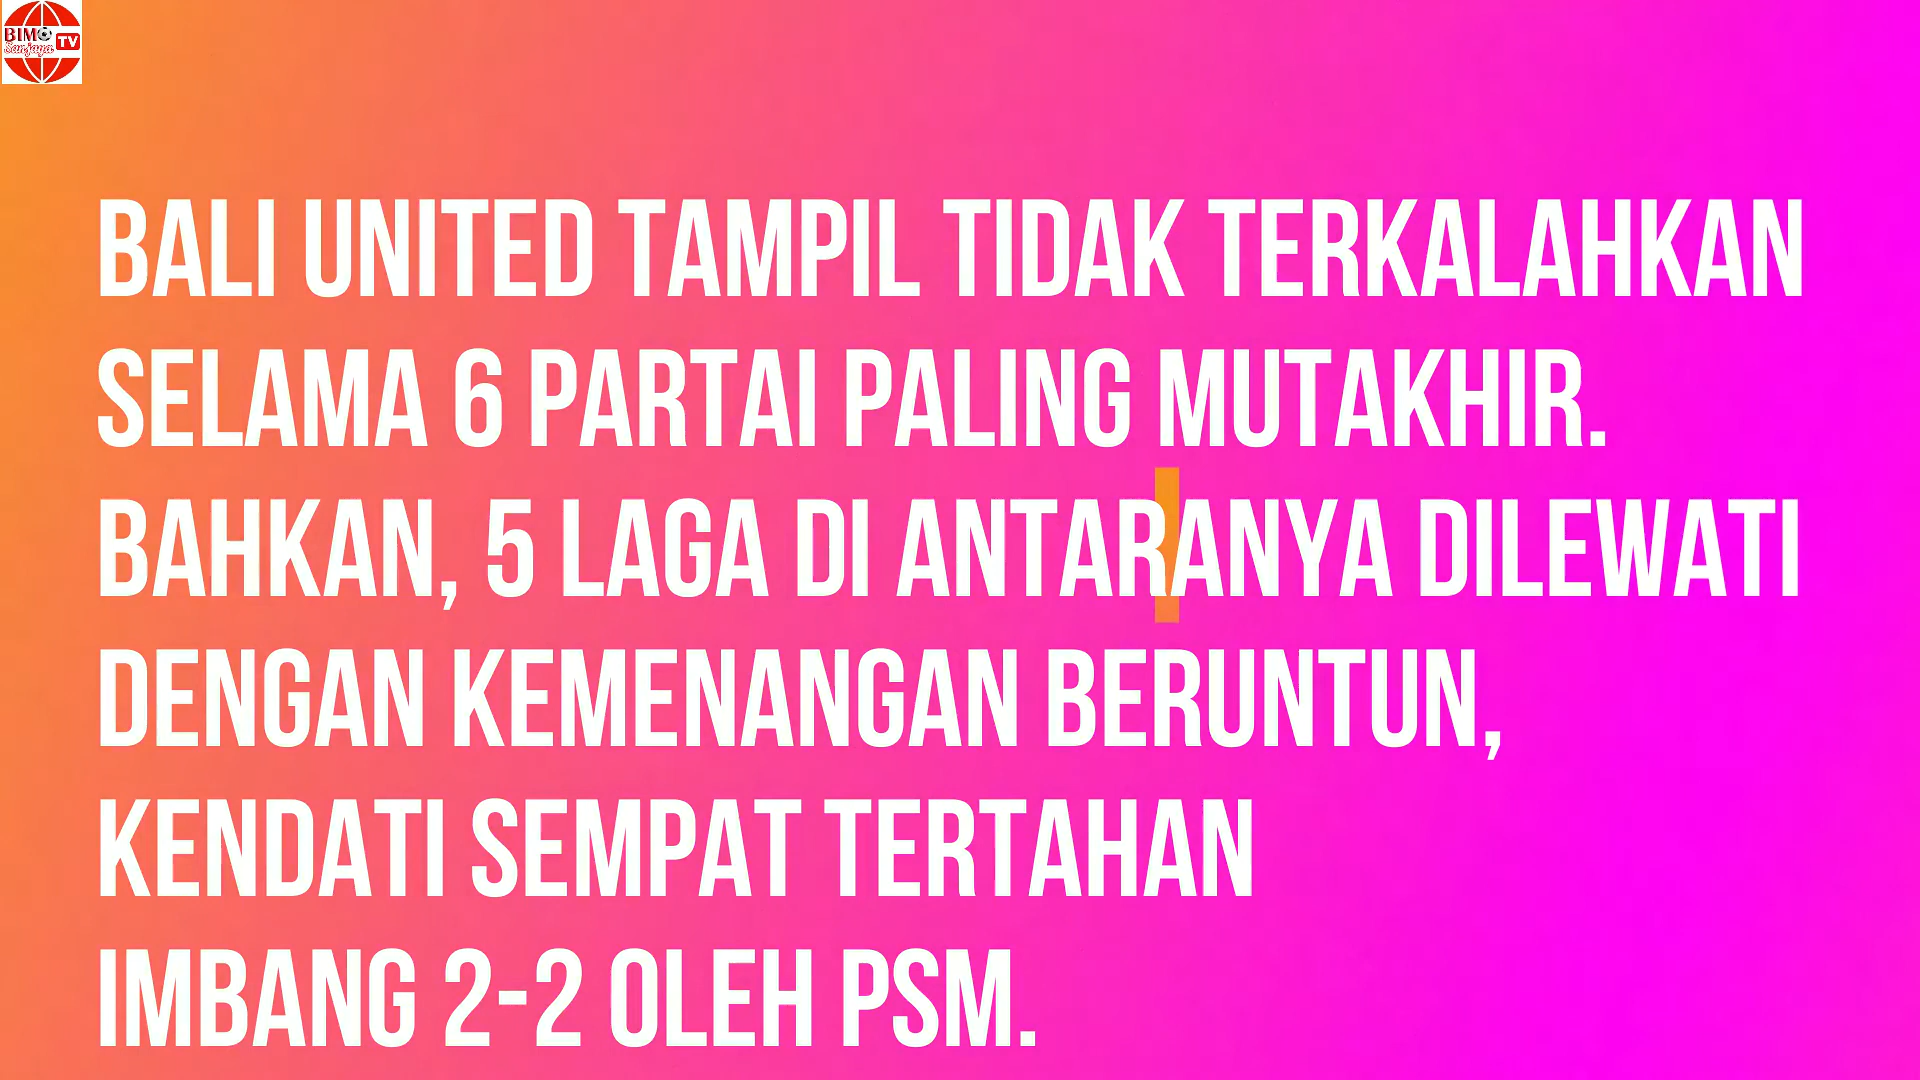 BIMO
Sanjaya TV
BALI UNITED TAMPIL TIDAK TERKALAHKAN
SELAMA 6 PARTAI PALING MUTAKHIR.
BAHKAN, 5 LAGA DI ANTARANYA DILEWATI
DENGAN KEMENANGAN BERUNTUN,
KENDATI SEMPAT TERTAHAN
IMBANG 2-2 OLEH PSM.